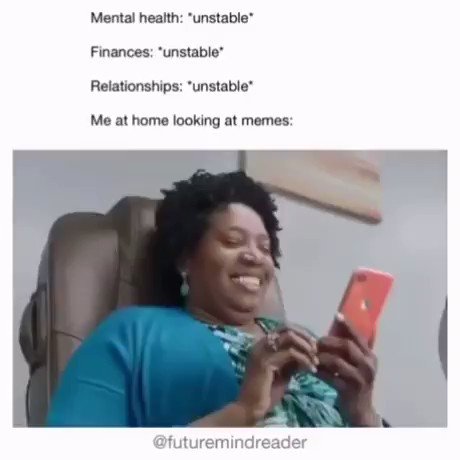 Mental health: *unstable*
Finances: *unstable*
Relationships: *unstable*
Me at home looking at memes:
@futuremindreader